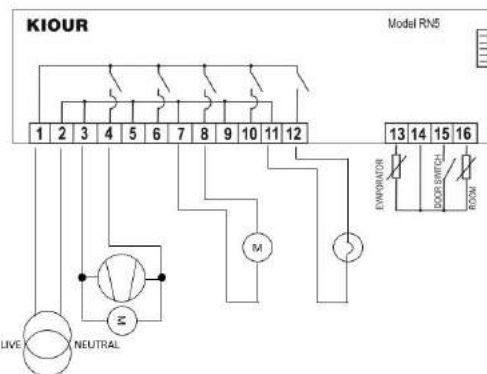 KIOUR
Model RN5
1 2 3 4 5 6 7 8 9 10 11 12
13 14 15 16
EVAPORATOR
DOOR SWITCH
ROOM
M
M
LIVE
NEUTRAL